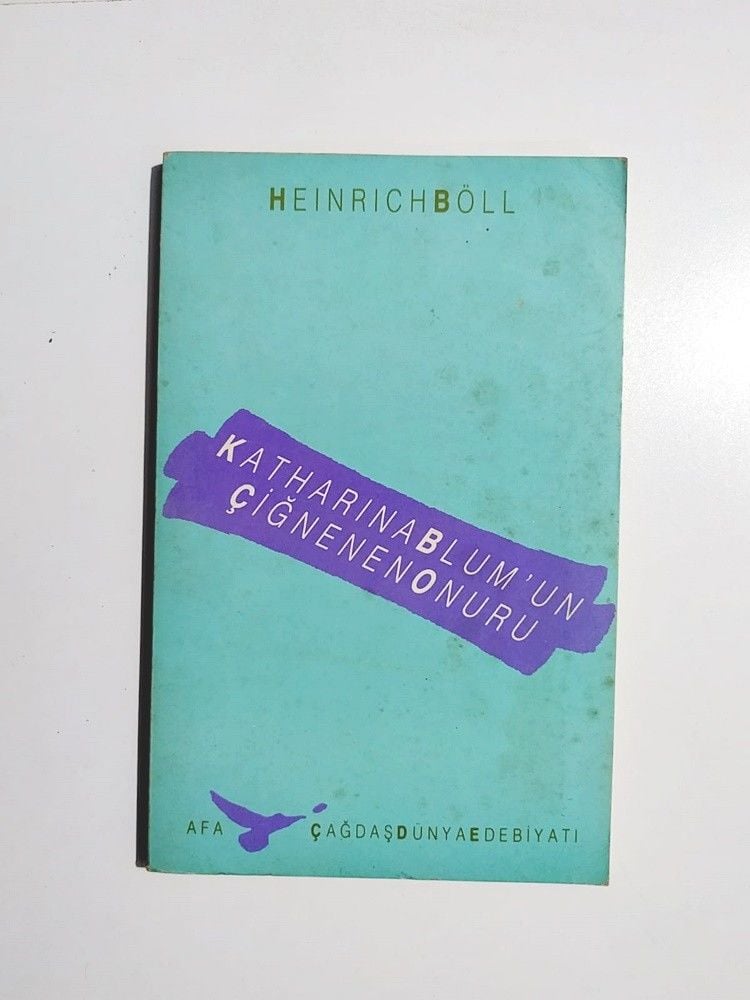 HEINRICHBÖLL
KATHARINABLUM'UN
ÇİĞNENENONURU
AFA ÇAĞDAŞDÜNYAEDEBİYATI